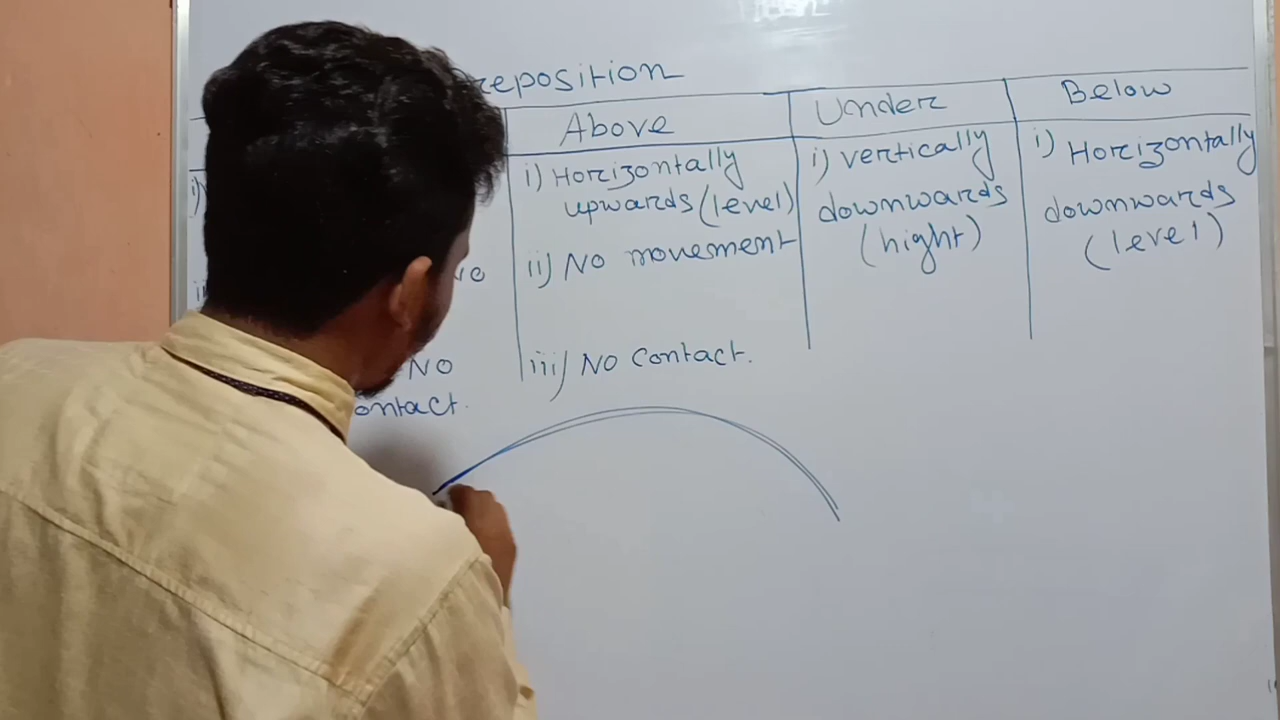 reposition
Above
Under
Below
i) Horizontally
upwards (level)
ii) No movement
iii) No contact.
i) vertically
downwards
(hight)
i) Horizontally
downwards
(level)
No
ontact.